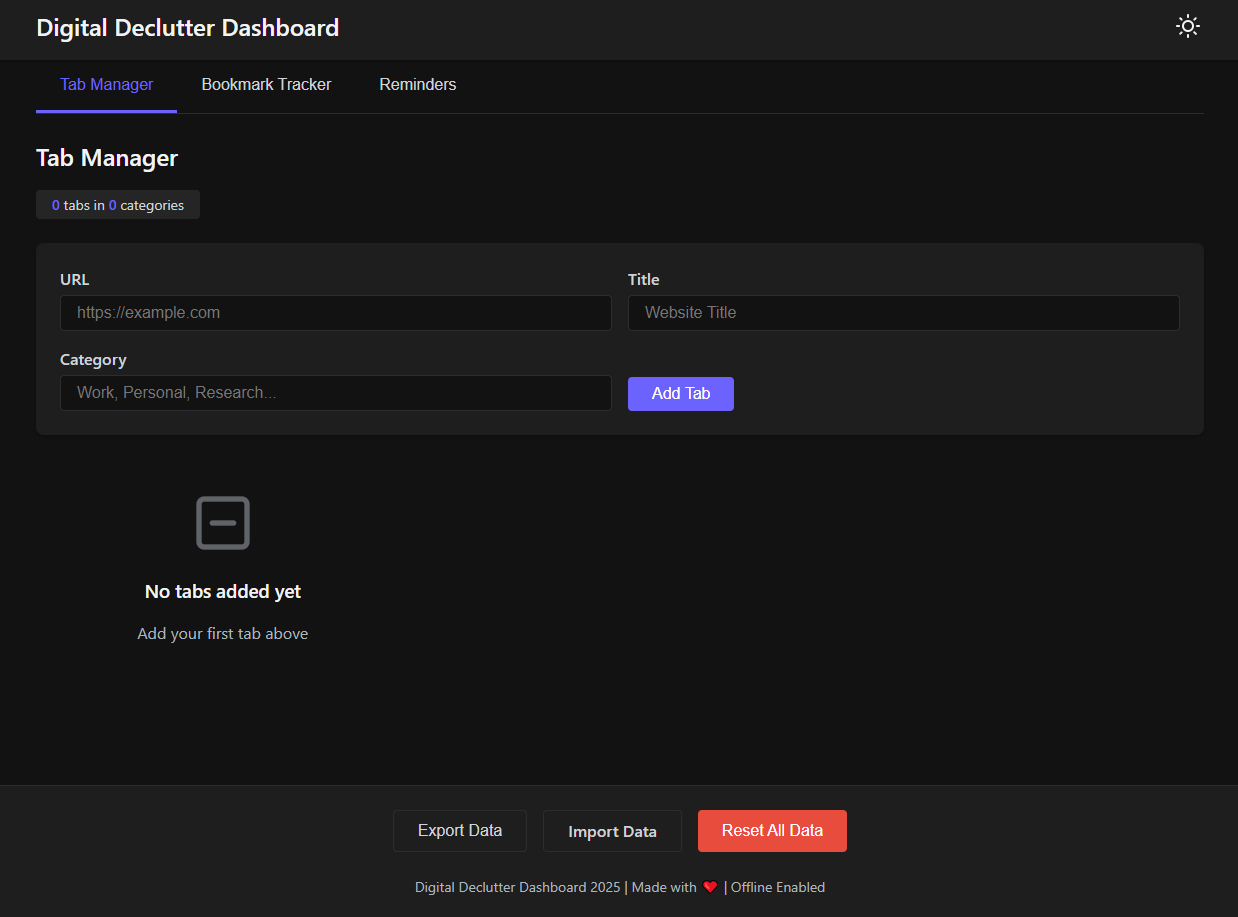 Digital Declutter Dashboard
Tab Manager Bookmark Tracker Reminders
Tab Manager
0 tabs in 0 categories
URL Title
https://example.com Website Title
Category
Work, Personal, Research... Add Tab
No tabs added yet
Add your first tab above
Export Data Import Data Reset All Data
Digital Declutter Dashboard 2025 | Made with ❤️ | Offline Enabled